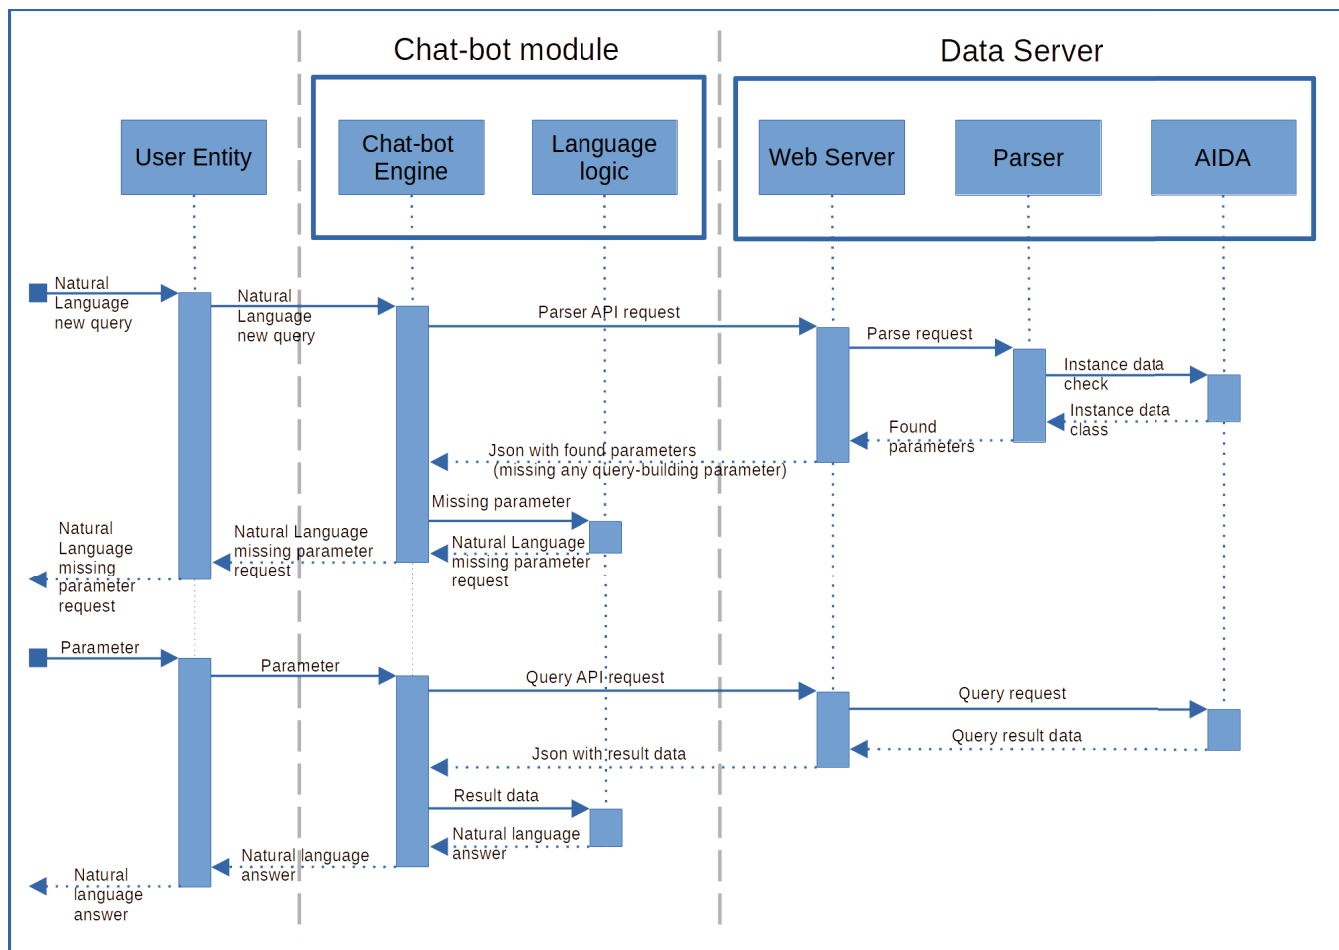 Chat-bot module
Data Server
User Entity
Chat-bot
Engine
Language
logic
Web Server
Parser
AIDA
Natural
Language
new query
Natural
Language
new query
Parser API request
Parse request
Instance data
check
Instance data
class
Found
parameters
Json with found parameters
(missing any query-building parameter)
Missing parameter
Natural Language
missing parameter
request
Natural Language
missing parameter
request
Natural
Language
missing
parameter
request
Parameter
Parameter
Query API request
Query request
Query result data
Json with result data
Result data
Natural language
answer
Natural language
answer
Natural
language
answer